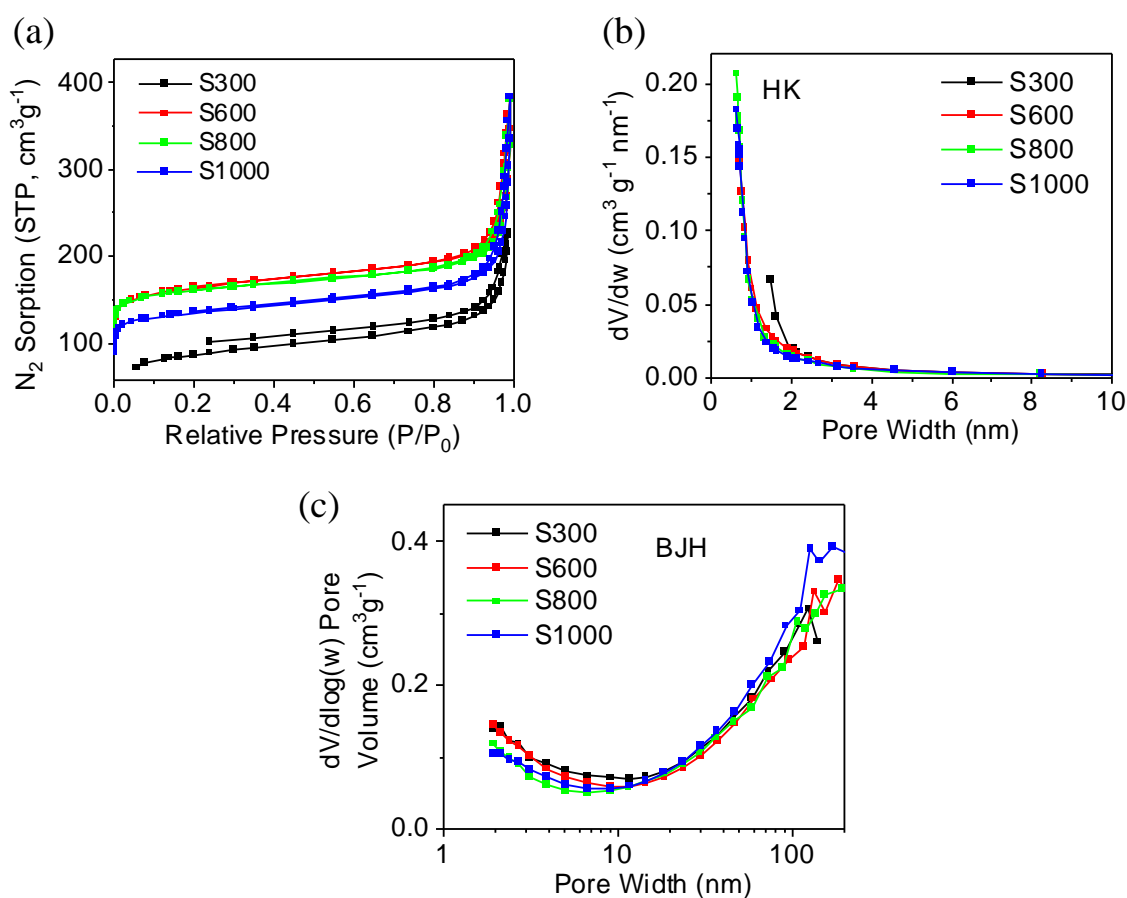 (a)
N₂ Sorption (STP, cm³g⁻¹)
400
300
200
100
S300
S600
S800
S1000
0.0 0.2 0.4 0.6 0.8 1.0
Relative Pressure (P/P₀)
(b)
dV/dw (cm³ g⁻¹ nm⁻¹)
0.20
0.15
0.10
0.05
0.00
HK
S300
S600
S800
S1000
0 2 4 6 8 10
Pore Width (nm)
(c)
dV/dlog(w) Pore
Volume (cm³g⁻¹)
0.4
0.2
0.0
S300
S600
S800
S1000
BJH
1 10 100
Pore Width (nm)